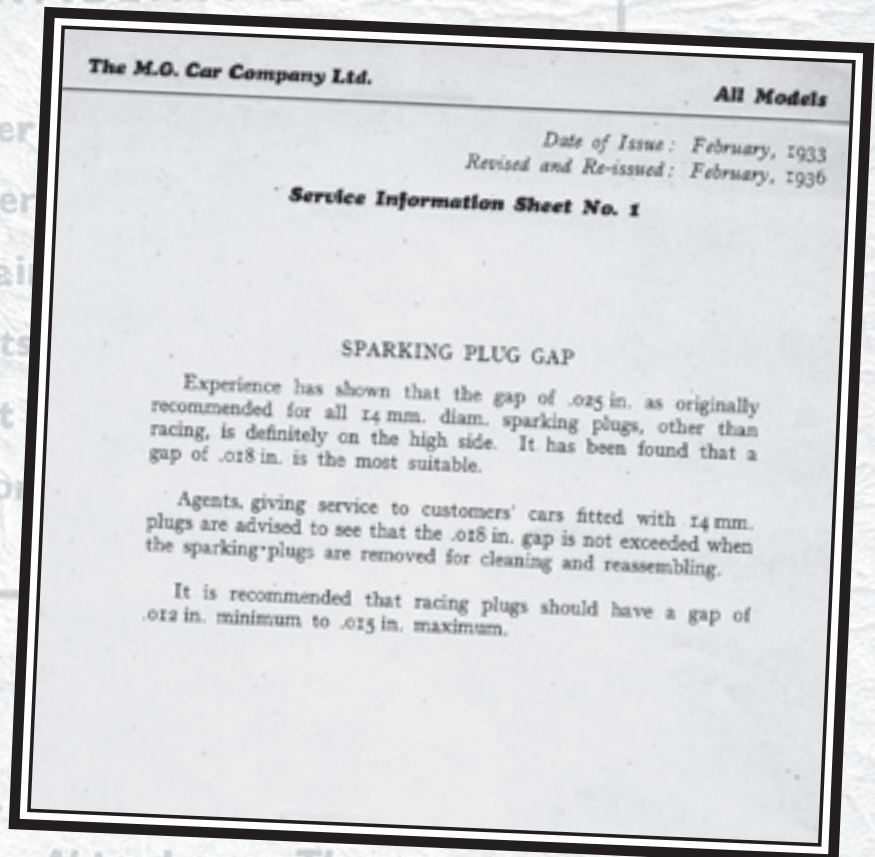 The M.G. Car Company Ltd.
All Models
Date of Issue: February, 1933
Revised and Re-issued: February, 1936
Service Information Sheet No. 1
SPARKING PLUG GAP
Experience has shown that the gap of .025 in. as originally
recommended for all 14 mm. diam. sparking plugs, other than
racing, is definitely on the high side. It has been found that a
gap of .018 in. is the most suitable.
Agents, giving service to customers' cars fitted with 14 mm.
plugs are advised to see that the .018 in. gap is not exceeded when
the sparking-plugs are removed for cleaning and reassembling.
It is recommended that racing plugs should have a gap of
.012 in. minimum to .015 in. maximum.